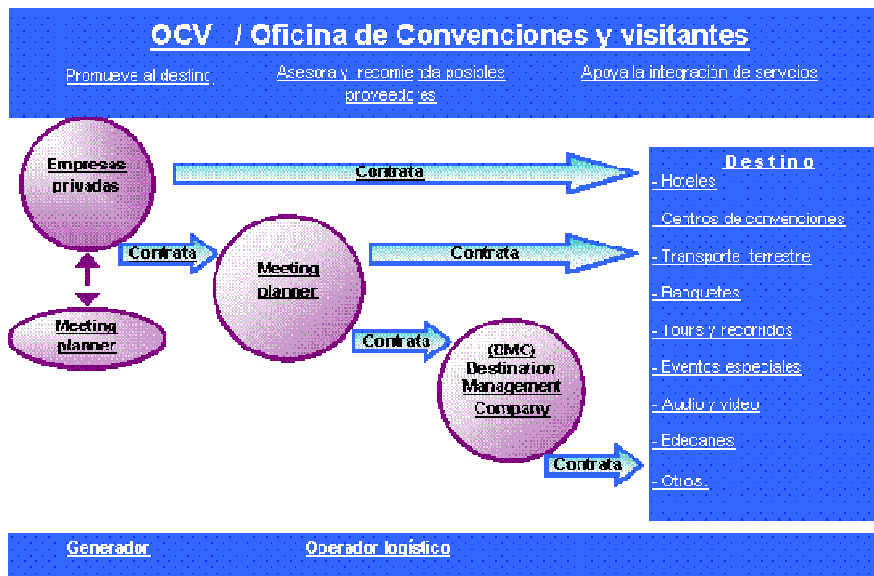 OCV / Oficina de Convenciones y visitantes
Promueve al destino
Asesora y recomienda posibles
proveedores
Apoya la integración de servicios
Empresas
privadas
Contrata
Destino
- Hoteles
Centros de convenciones
- Transporte terrestre
- Banquetes
- Tours y recorridos
- Eventos especiales
- Audio y video
- Edecanes
- Otros.
Contrata
Meeting
planner
Contrata
Meeting
planner
Contrata
(DMC)
Destination
Management
Company
Contrata
Generador
Operador logístico